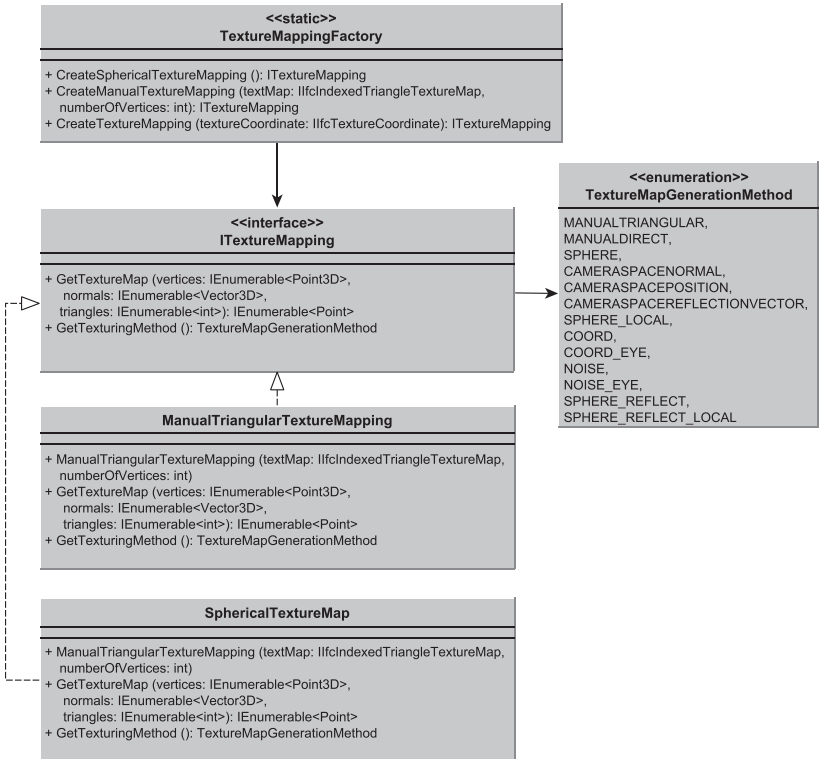 <<static>>
TextureMappingFactory
+ CreateSphericalTextureMapping (): ITextureMapping
+ CreateManualTextureMapping (textMap: IIfcIndexedTriangleTextureMap,
numberOfVertices: int): ITextureMapping
+ CreateTextureMapping (textureCoordinate: IIfcTextureCoordinate): ITextureMapping
<<interface>>
ITextureMapping
+ GetTextureMap (vertices: IEnumerable<Point3D>,
normals: IEnumerable<Vector3D>,
triangles: IEnumerable<int>): IEnumerable<Point>
+ GetTexturingMethod (): TextureMapGenerationMethod
<<enumeration>>
TextureMapGenerationMethod
MANUALTRIANGULAR,
MANUALDIRECT,
SPHERE,
CAMERASPACENORMAL,
CAMERASPACEPOSITION,
CAMERASPACEREFLECTIONVECTOR,
SPHERE_LOCAL,
COORD,
COORD_EYE,
NOISE,
NOISE_EYE,
SPHERE_REFLECT,
SPHERE_REFLECT_LOCAL
ManualTriangularTextureMapping
+ ManualTriangularTextureMapping (textMap: IIfcIndexedTriangleTextureMap,
numberOfVertices: int)
+ GetTextureMap (vertices: IEnumerable<Point3D>,
normals: IEnumerable<Vector3D>,
triangles: IEnumerable<int>): IEnumerable<Point>
+ GetTexturingMethod (): TextureMapGenerationMethod
SphericalTextureMap
+ ManualTriangularTextureMapping (textMap: IIfcIndexedTriangleTextureMap,
numberOfVertices: int)
+ GetTextureMap (vertices: IEnumerable<Point3D>,
normals: IEnumerable<Vector3D>,
triangles: IEnumerable<int>): IEnumerable<Point>
+ GetTexturingMethod (): TextureMapGenerationMethod